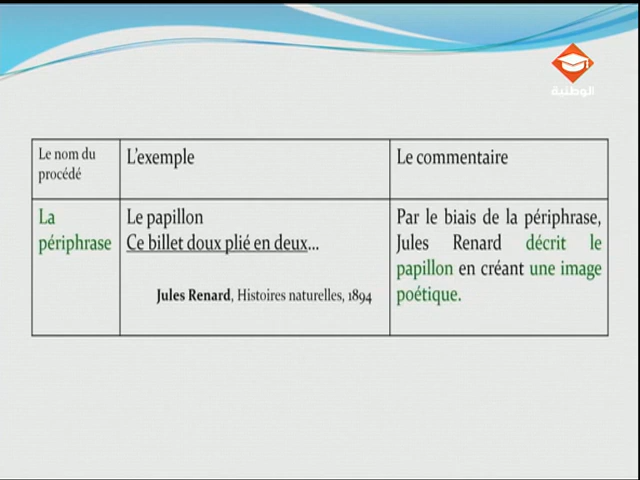 الوطنية
Le nom du
procédé
L'exemple
Le commentaire
La
périphrase
Le papillon
Ce billet doux plié en deux...
Jules Renard, Histoires naturelles, 1894
Par le biais de la périphrase,
Jules Renard décrit le
papillon en créant une image
poétique.